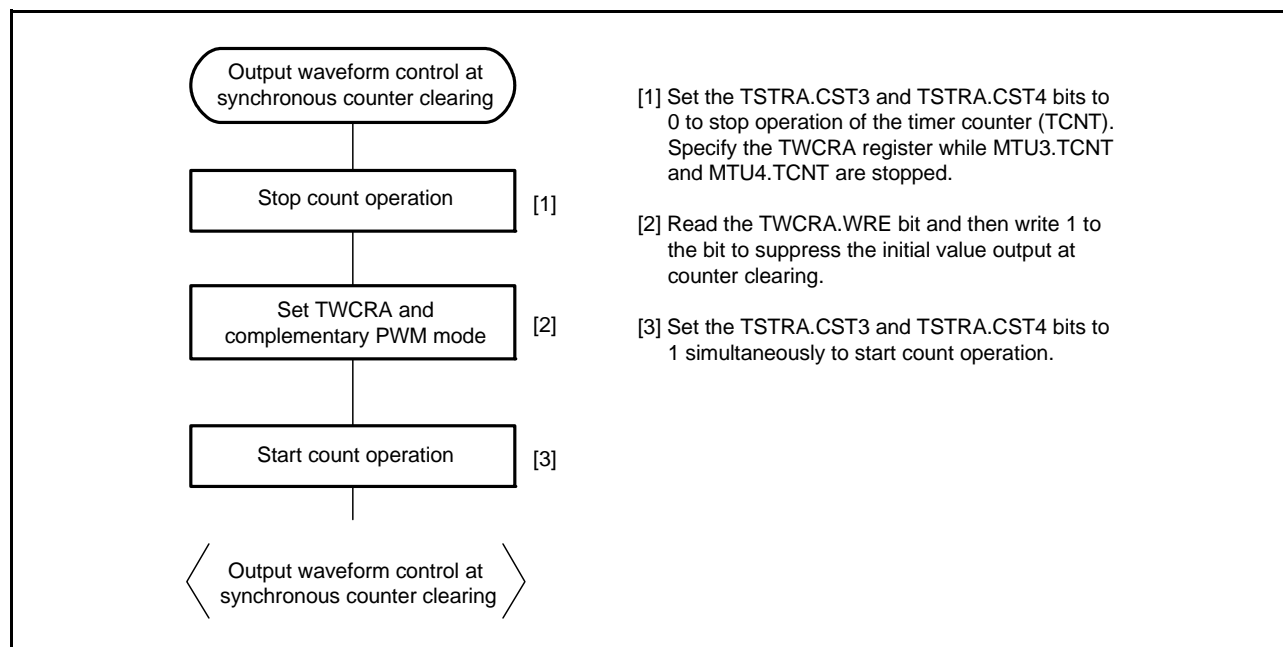 Output waveform control at
synchronous counter clearing
Stop count operation
[1]
Set TWCRA and
complementary PWM mode
[2]
Start count operation
[3]
Output waveform control at
synchronous counter clearing
[1] Set the TSTRA.CST3 and TSTRA.CST4 bits to
0 to stop operation of the timer counter (TCNT).
Specify the TWCRA register while MTU3.TCNT
and MTU4.TCNT are stopped.
[2] Read the TWCRA.WRE bit and then write 1 to
the bit to suppress the initial value output at
counter clearing.
[3] Set the TSTRA.CST3 and TSTRA.CST4 bits to
1 simultaneously to start count operation.